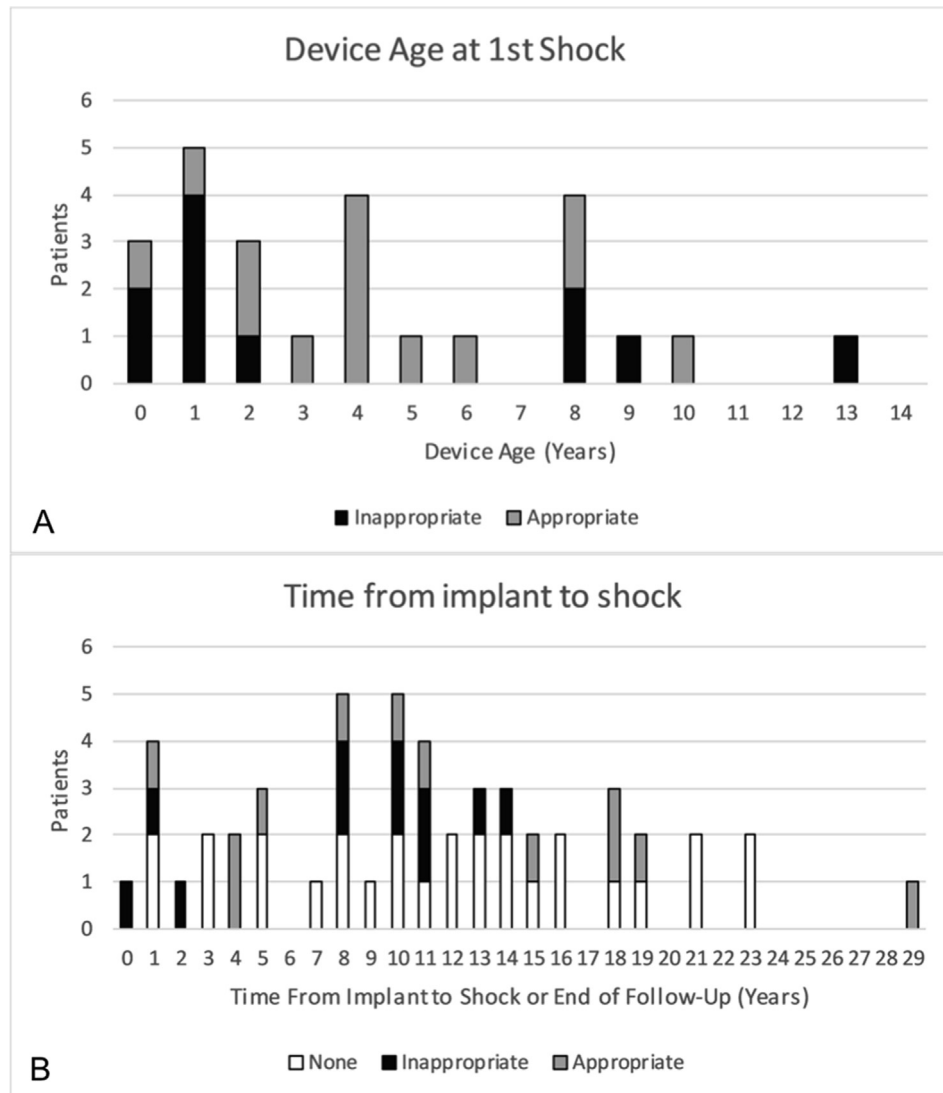 Device Age at 1st Shock
6
5
4
3
2
1
0
Patients
0 1 2 3 4 5 6 7 8 9 10 11 12 13 14
Device Age (Years)
Inappropriate Appropriate
A
Time from implant to shock
6
5
4
3
2
1
0
Patients
0 1 2 3 4 5 6 7 8 9 10 11 12 13 14 15 16 17 18 19 20 21 22 23 24 25 26 27 28 29
Time From Implant to Shock or End of Follow-Up (Years)
None Inappropriate Appropriate
B